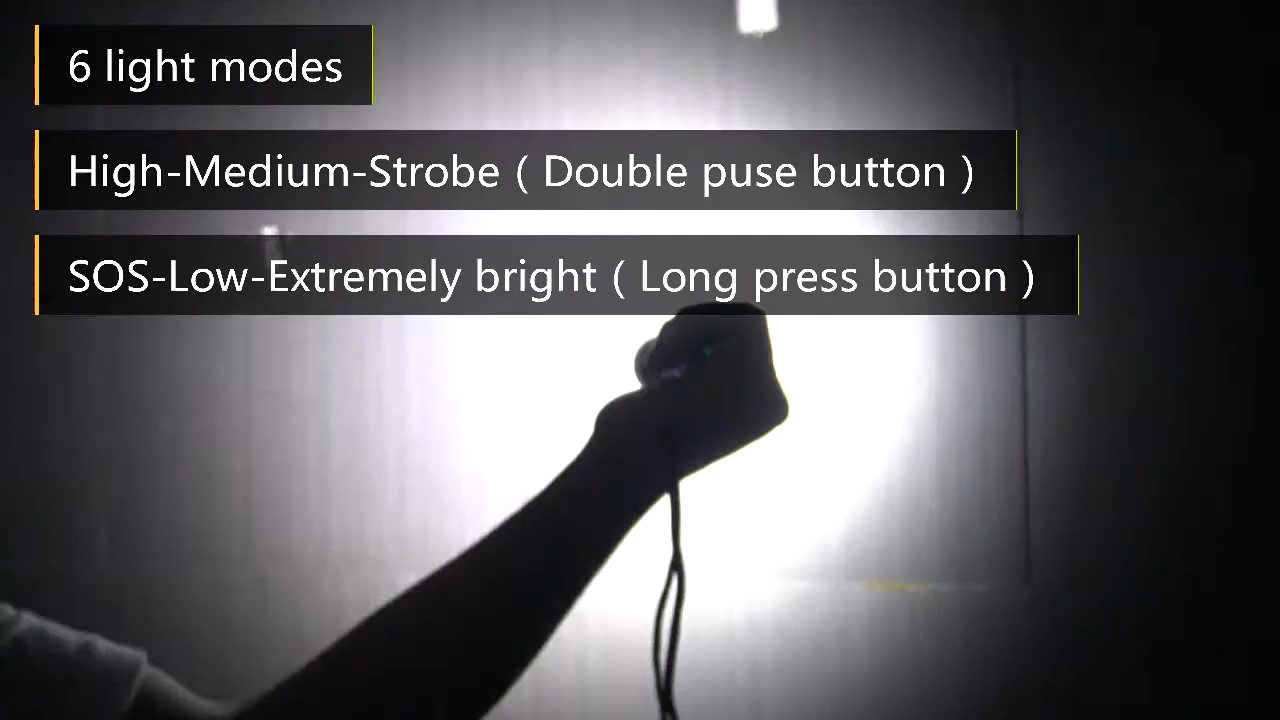 6 light modes
High-Medium-Strobe ( Double puse button )
SOS-Low-Extremely bright ( Long press button )